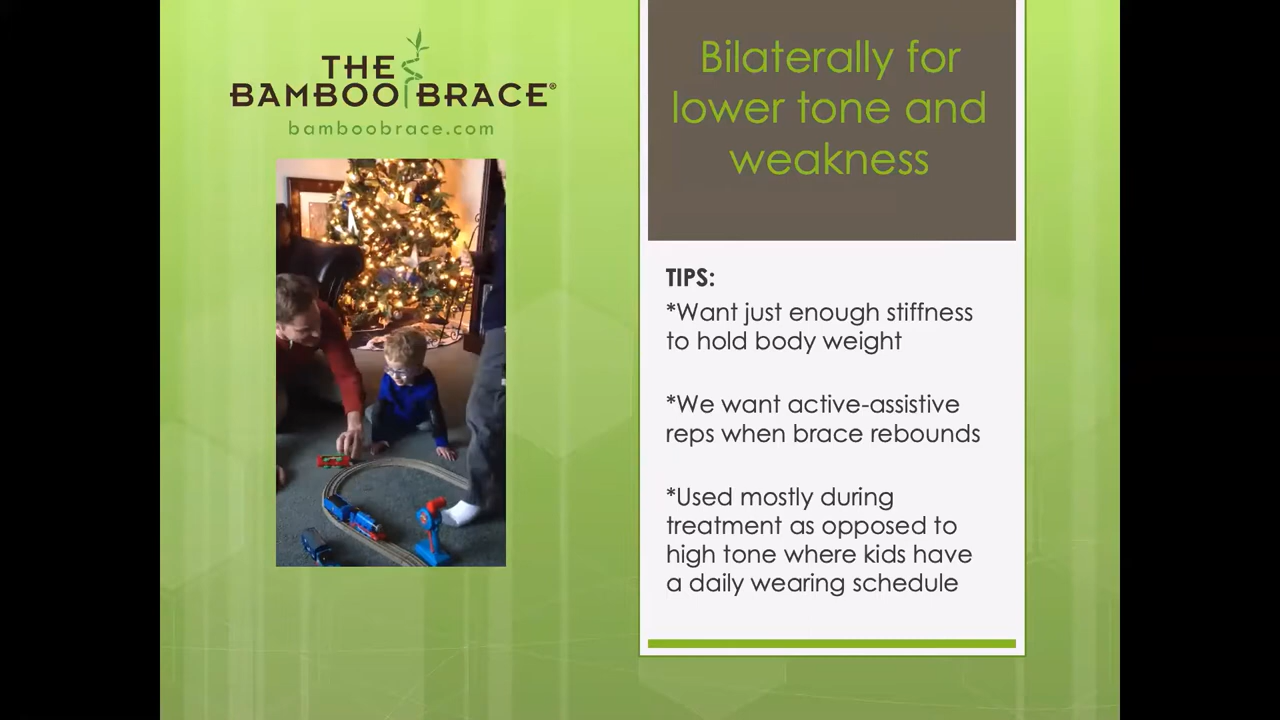 THE
BAMBOO BRACE®
bamboobrace.com
Bilaterally for
lower tone and
weakness
TIPS:
*Want just enough stiffness
to hold body weight
*We want active-assistive
reps when brace rebounds
*Used mostly during
treatment as opposed to
high tone where kids have
a daily wearing schedule